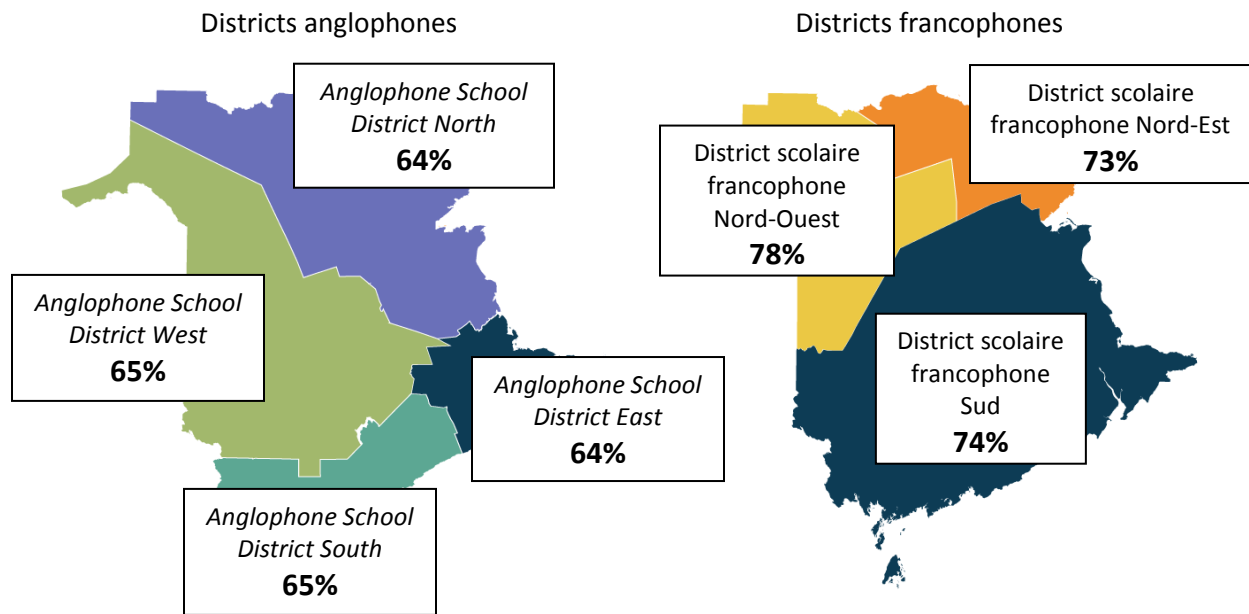 Districts anglophones
Anglophone School
District North
64%
Anglophone School
District West
65%
Anglophone School
District East
64%
Anglophone School
District South
65%
Districts francophones
District scolaire
francophone Nord-Est
73%
District scolaire
francophone
Nord-Ouest
78%
District scolaire
francophone
Sud
74%